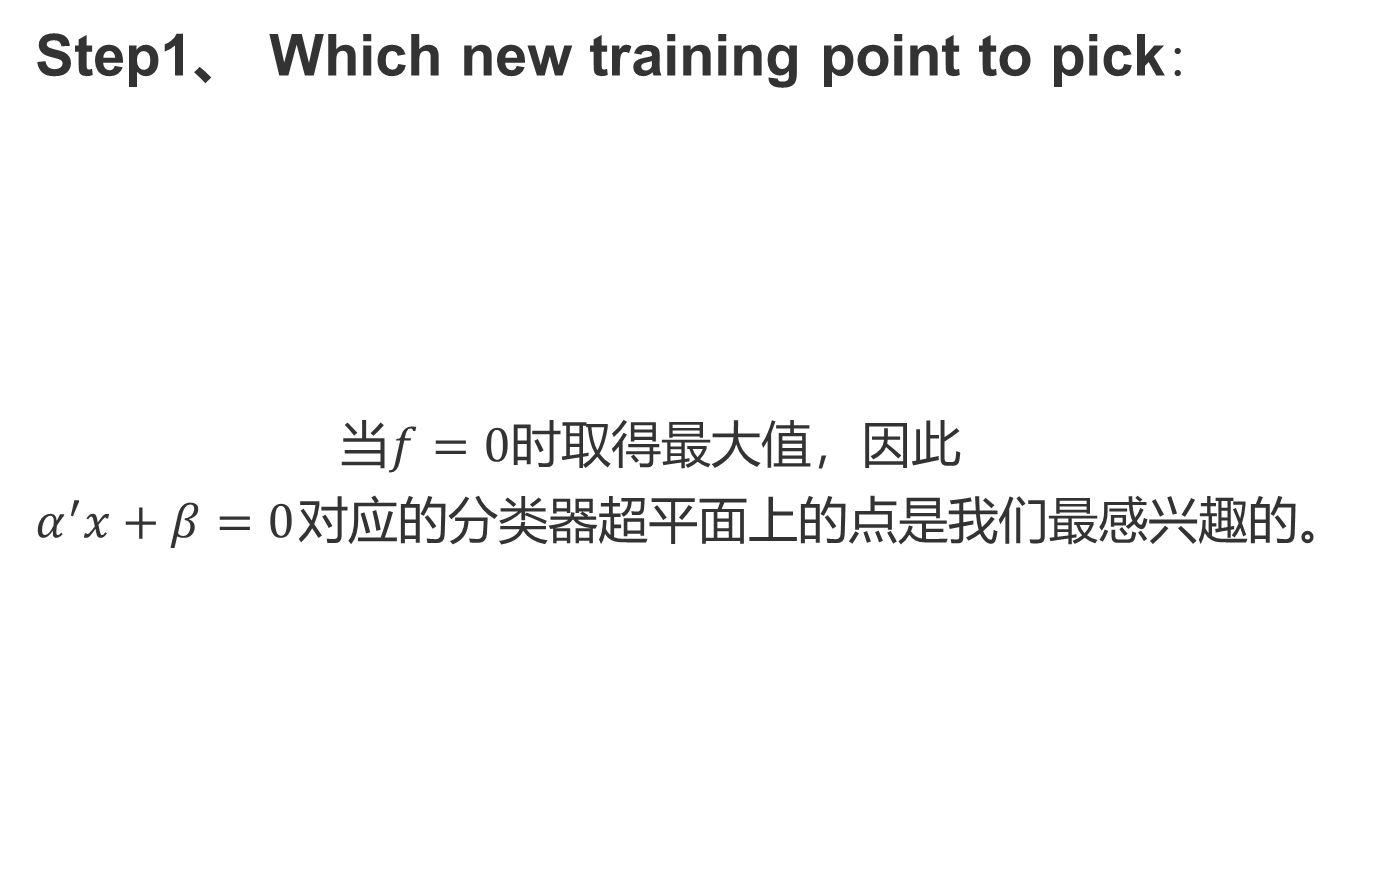 Step1、 Which new training point to pick：
当f = 0时取得最大值，因此
α′x + β = 0对应的分类器超平面上的点是我们最感兴趣的。